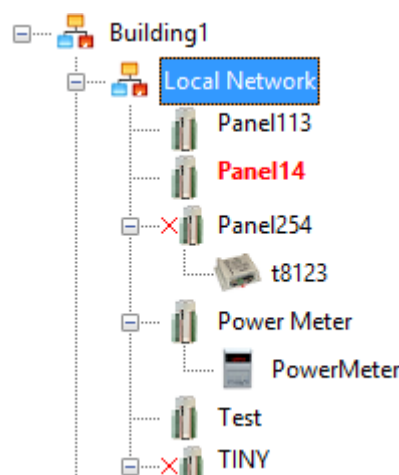 Building1
Local Network
Panel113
Panel14
Panel254
t8123
Power Meter
PowerMeter
Test
TINY